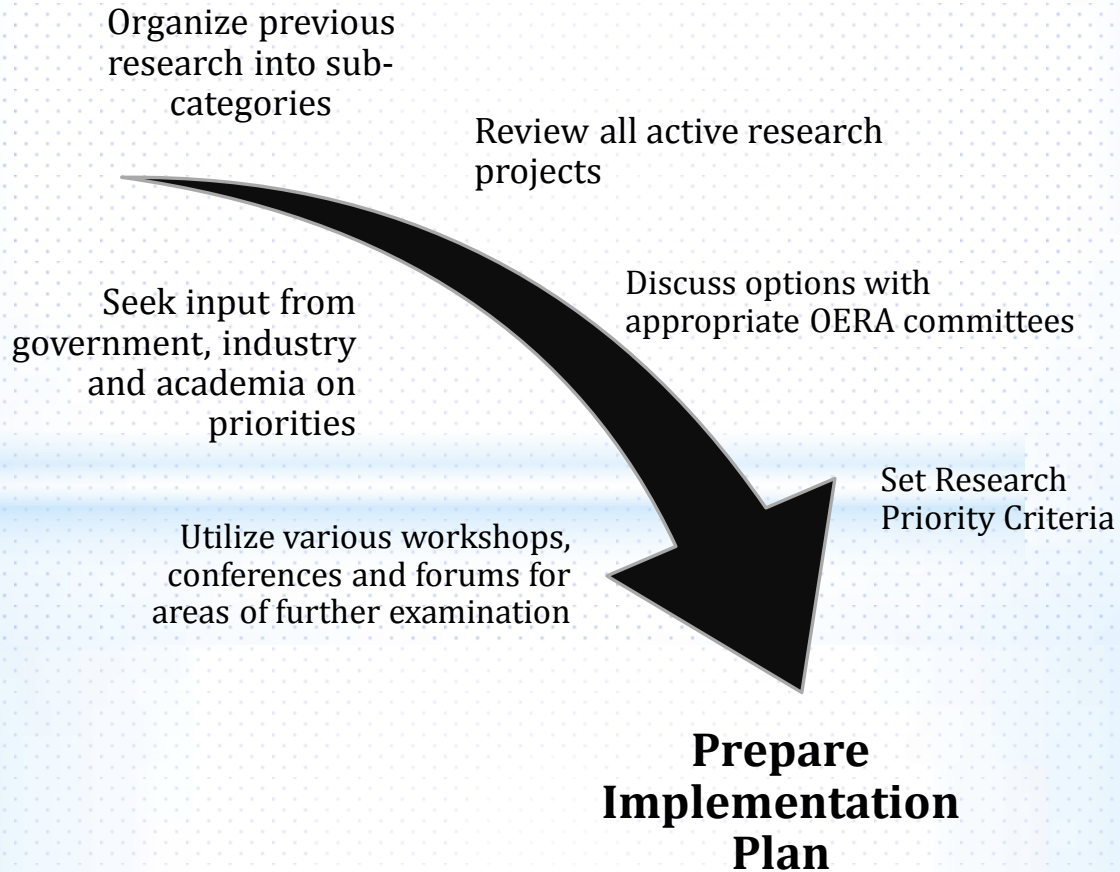 Organize previous
research into sub-
categories
Review all active research
projects
Seek input from
government, industry
and academia on
priorities
Discuss options with
appropriate OERA committees
Utilize various workshops,
conferences and forums for
areas of further examination
Set Research
Priority Criteria
Prepare
Implementation
Plan